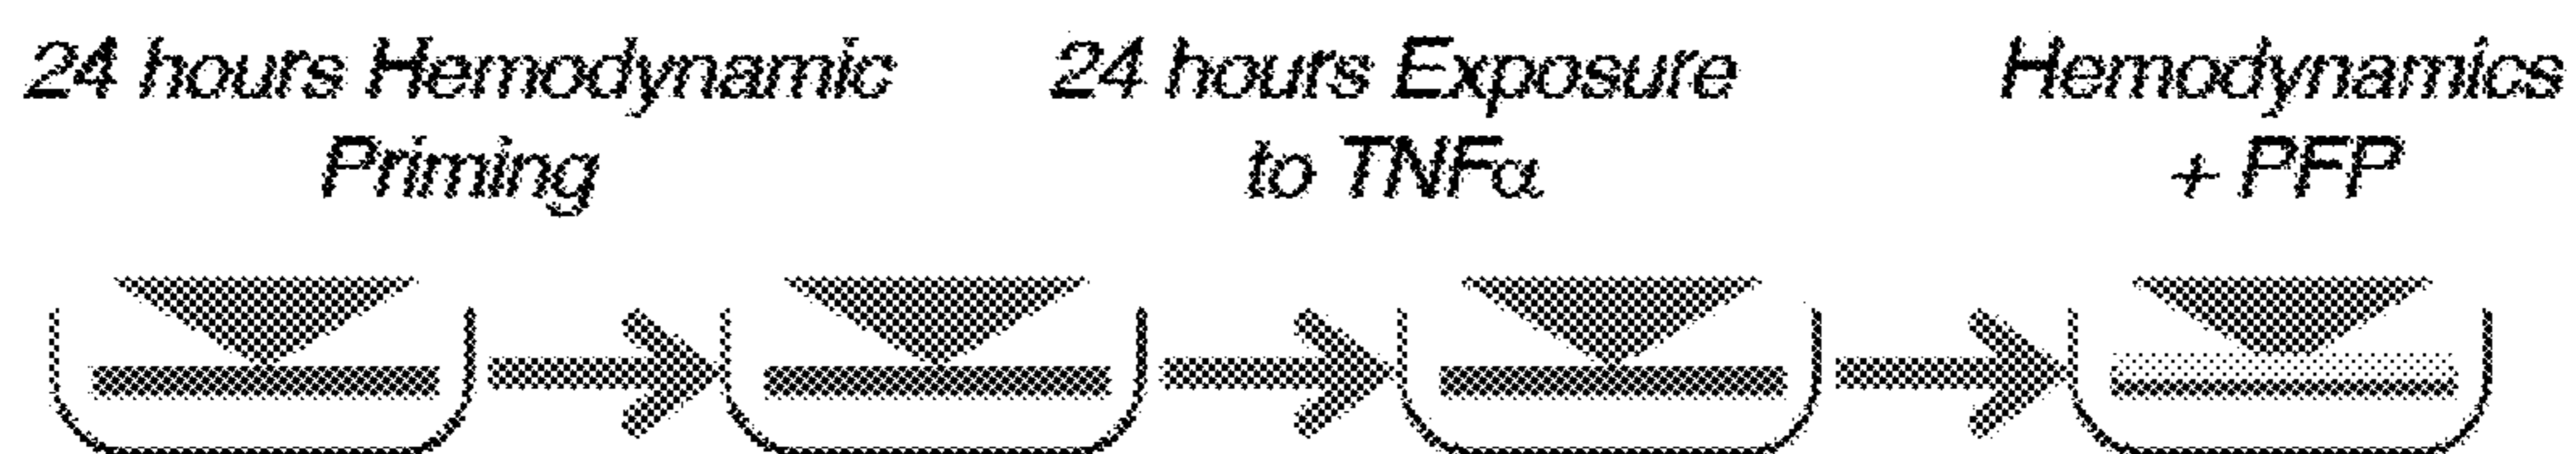 24 hours Hemodynamic
Priming
24 hours Exposure
to TNFα
Hemodynamics
+ PFP